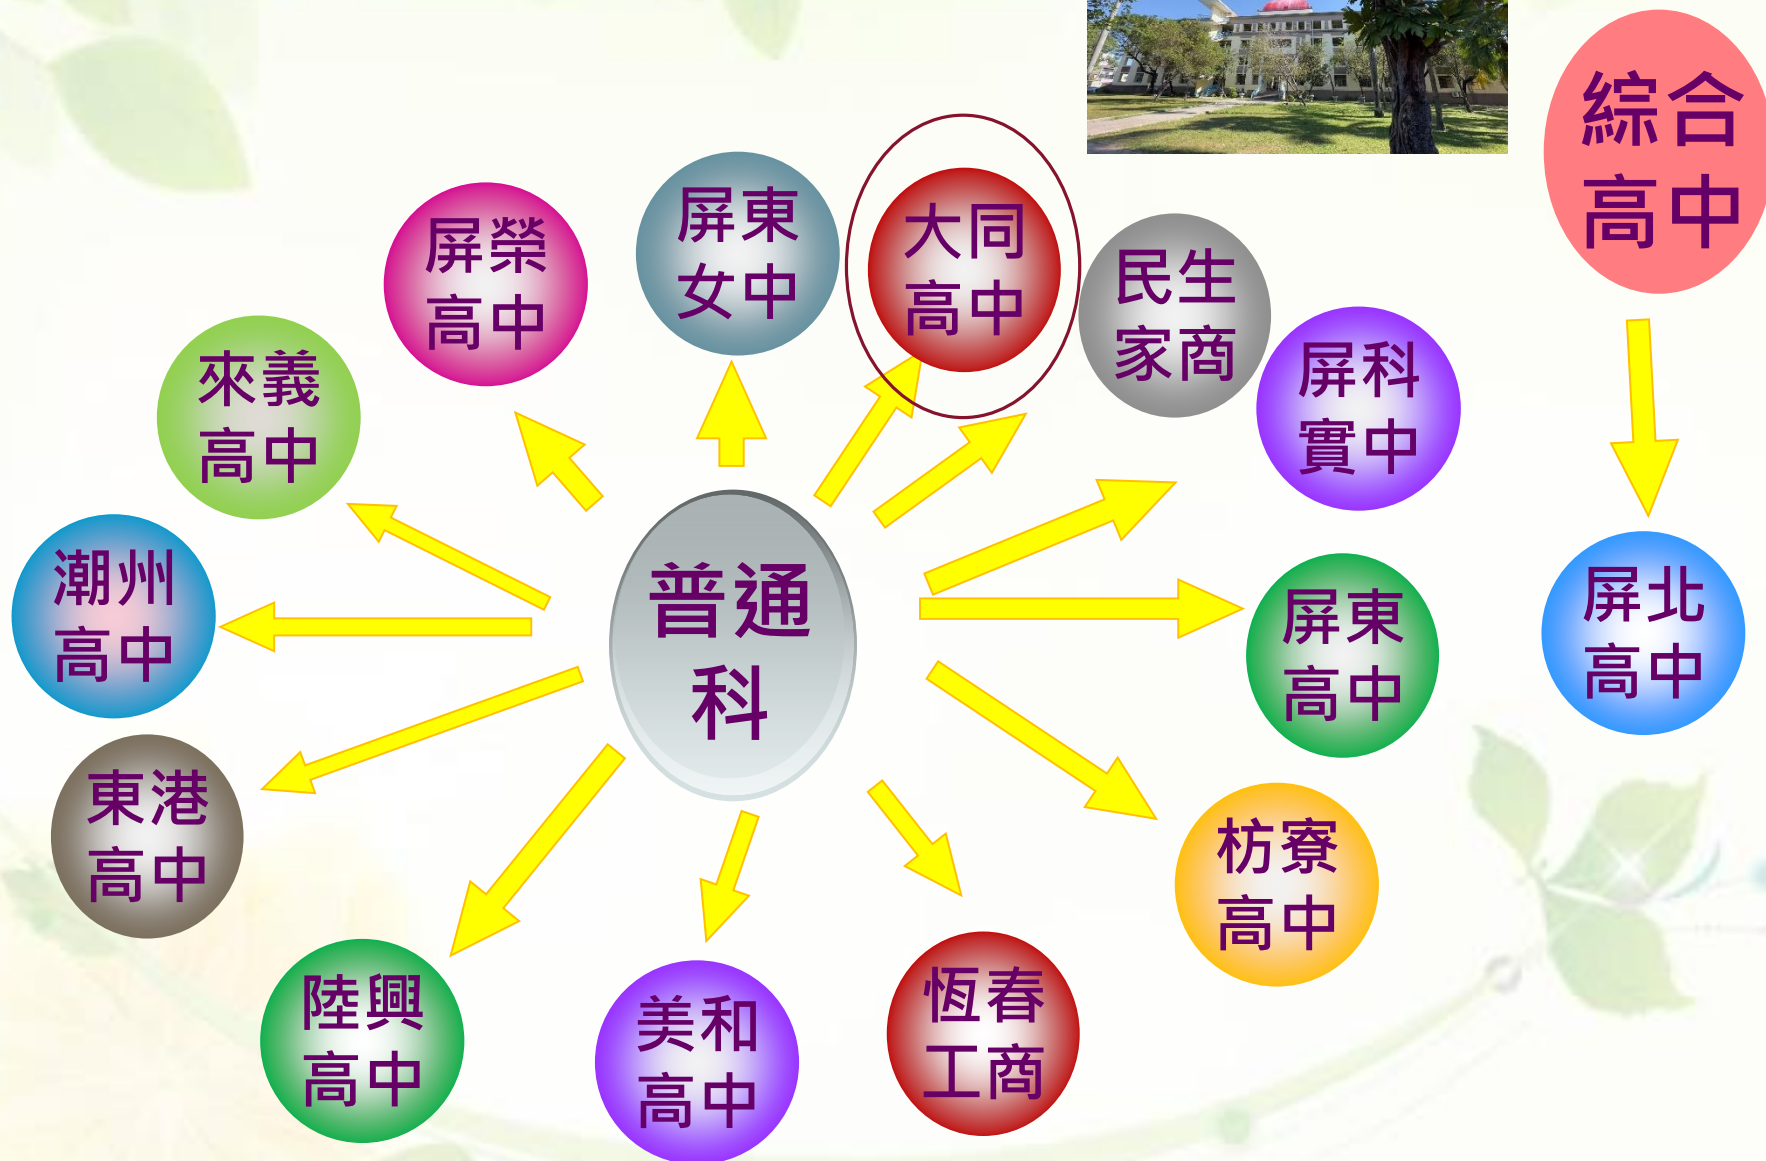 綜合
高中
屏榮
高中
屏東
女中
大同
高中
民生
家商
屏科
實中
來義
高中
潮州
高中
普通
科
屏東
高中
屏北
高中
東港
高中
枋寮
高中
陸興
高中
美和
高中
恆春
工商